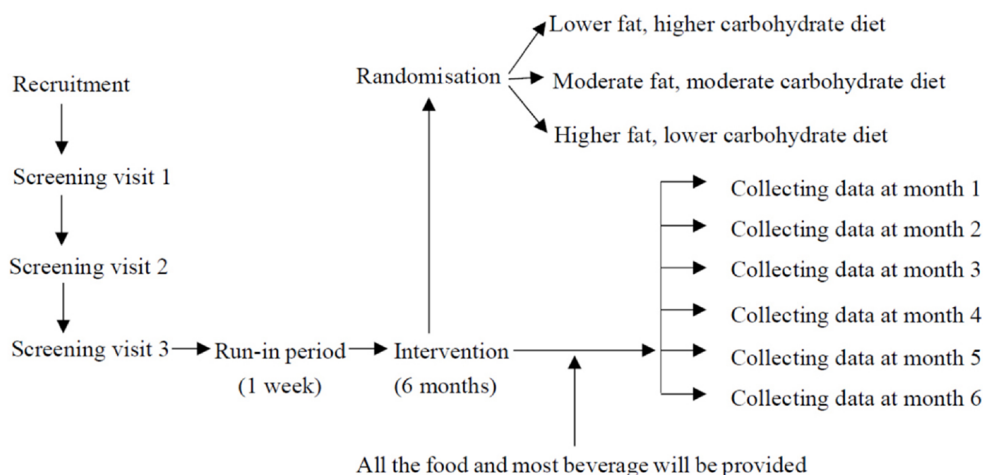 Recruitment
Screening visit 1
Screening visit 2
Screening visit 3
Run-in period
(1 week)
Intervention
(6 months)
Randomisation
Lower fat, higher carbohydrate diet
Moderate fat, moderate carbohydrate diet
Higher fat, lower carbohydrate diet
Collecting data at month 1
Collecting data at month 2
Collecting data at month 3
Collecting data at month 4
Collecting data at month 5
Collecting data at month 6
All the food and most beverage will be provided